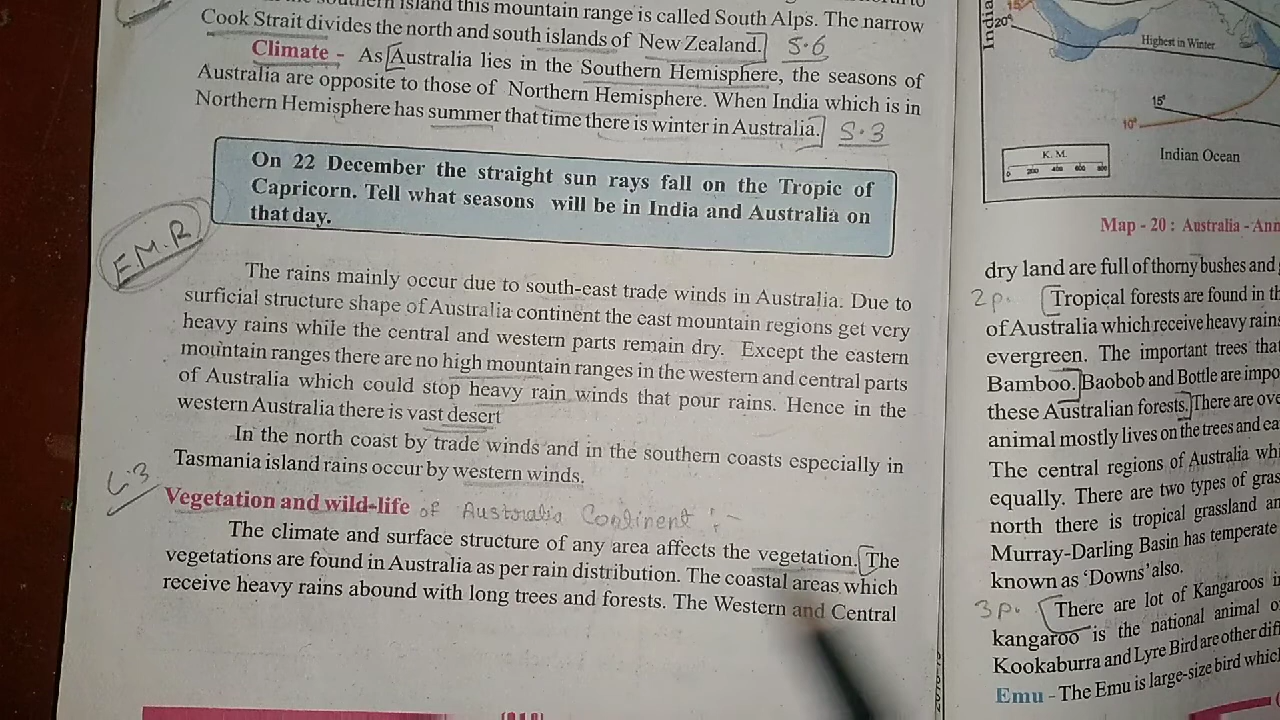 southern island this mountain range is called South Alps. The narrow
Cook Strait divides the north and south islands of New Zealand.] S.6
Climate - As [Australia lies in the Southern Hemisphere, the seasons of
Australia are opposite to those of Northern Hemisphere. When India which is in
Northern Hemisphere has summer that time there is winter in Australia.] S.3
On 22 December the straight sun rays fall on the Tropic of
Capricorn. Tell what seasons will be in India and Australia on
that day.
E.M.R
The rains mainly occur due to south-east trade winds in Australia. Due to
surficial structure shape of Australia continent the east mountain regions get very
heavy rains while the central and western parts remain dry. Except the eastern
mountain ranges there are no high mountain ranges in the western and central parts
of Australia which could stop heavy rain winds that pour rains. Hence in the
western Australia there is vast desert
In the north coast by trade winds and in the southern coasts especially in
Tasmania island rains occur by western winds.
Vegetation and wild-life of Australia Continent :-
The climate and surface structure of any area affects the vegetation. [The
vegetations are found in Australia as per rain distribution. The coastal areas which
receive heavy rains abound with long trees and forests. The Western and Central
India
20°
15°
Highest in Winter
15°
10°
K. M.
0 200 400 600 800
Indian Ocean
Map - 20 : Australia - Ann
dry land are full of thorny bushes and
2 p. [Tropical forests are found in th
of Australia which receive heavy rains
evergreen. The important trees that
Bamboo.] Baobob and Bottle are impo
these Australian forests.] There are ove
animal mostly lives on the trees and ea
The central regions of Australia whi
equally. There are two types of gras
north there is tropical grassland an
Murray-Darling Basin has temperate
known as 'Downs' also.
3 p. [There are lot of Kangaroos i
kangaroo is the national animal o
Kookaburra and Lyre Bird are other dif
Emu - The Emu is large-size bird which